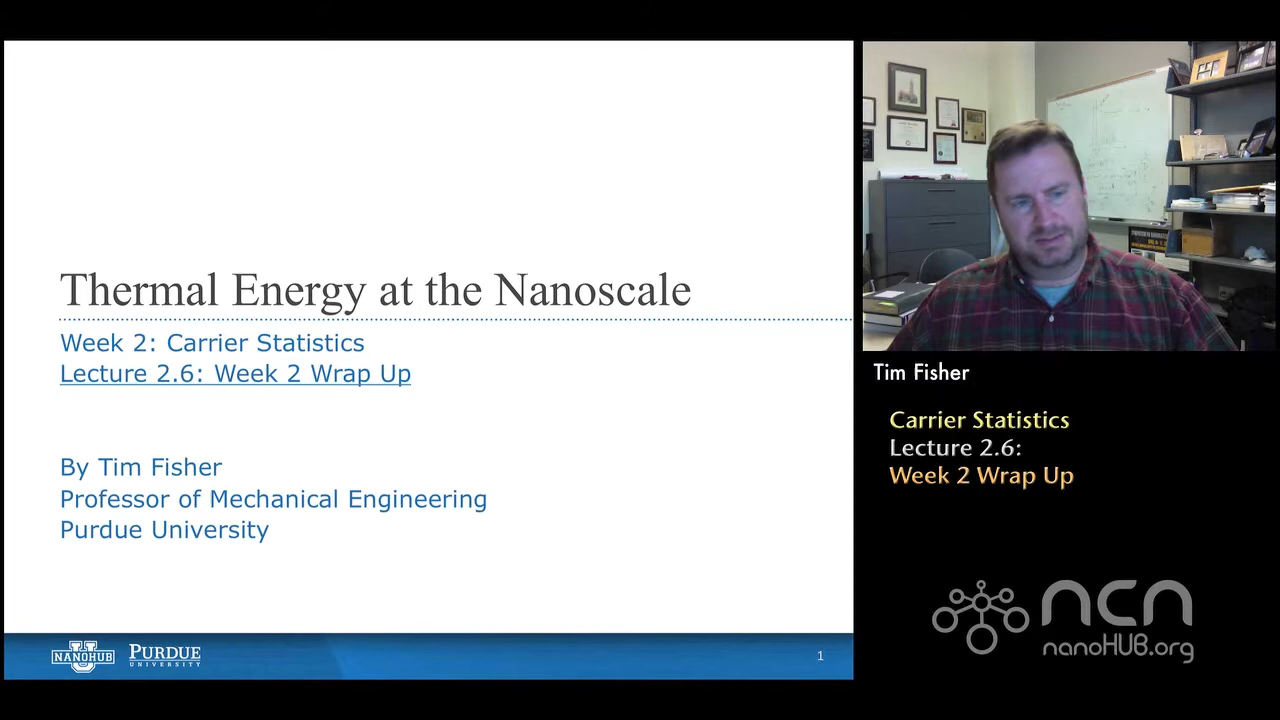 Thermal Energy at the Nanoscale
Week 2: Carrier Statistics
Lecture 2.6: Week 2 Wrap Up
By Tim Fisher
Professor of Mechanical Engineering
Purdue University
U
NANOHUB
PURDUE
UNIVERSITY
1
Tim Fisher
Carrier Statistics
Lecture 2.6:
Week 2 Wrap Up
ncn
nanoHUB.org